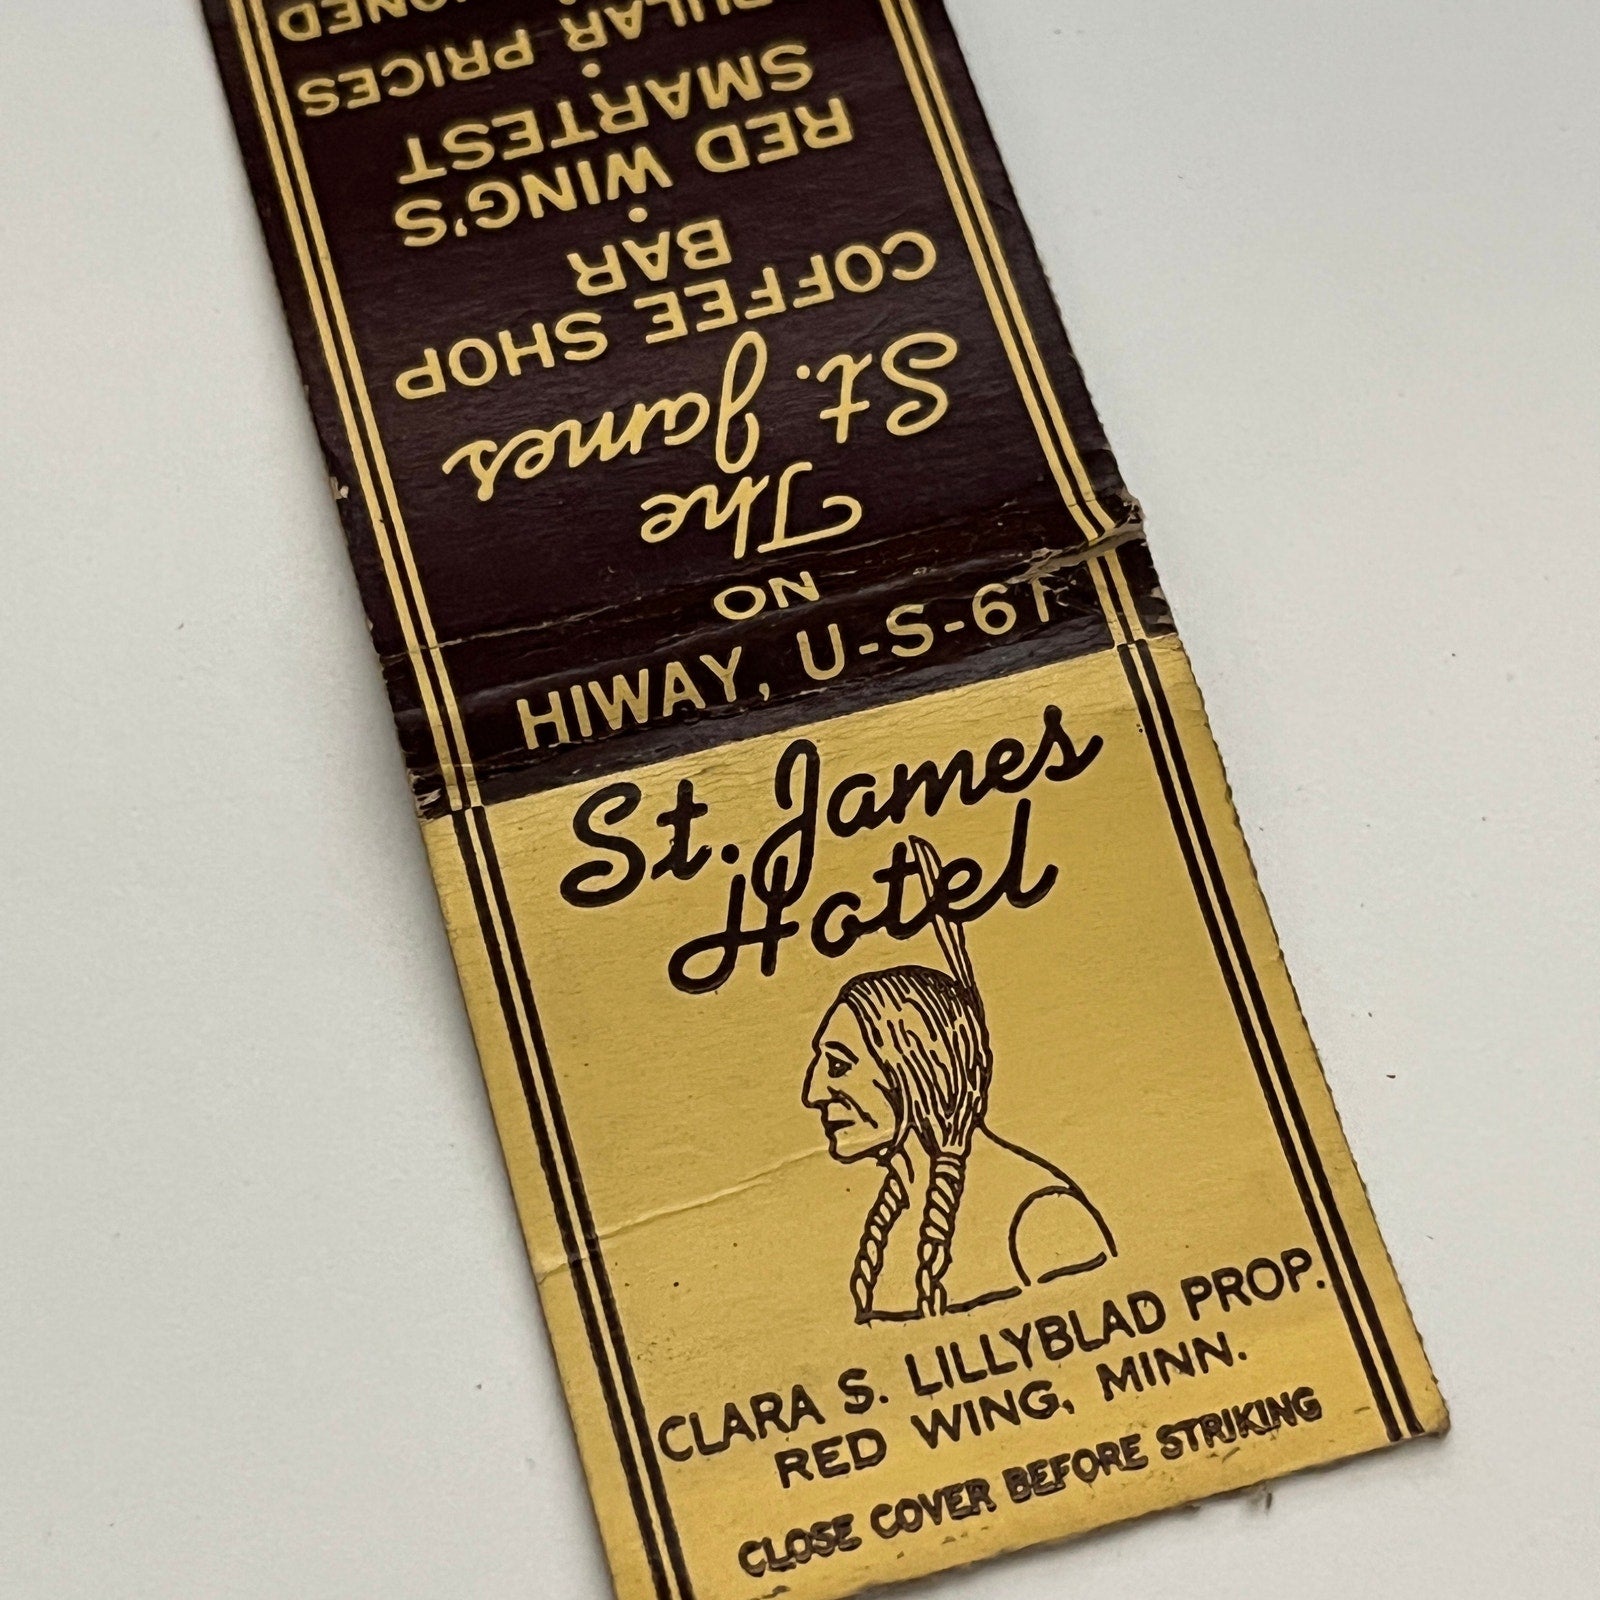 St. James
Hotel
CLARA S. LILLYBLAD PROP.
RED WING, MINN.
CLOSE COVER BEFORE STRIKING
ON
HIWAY, U-S-61
The
St. James
COFFEE SHOP
BAR
RED WING'S
SMARTEST
PRICES